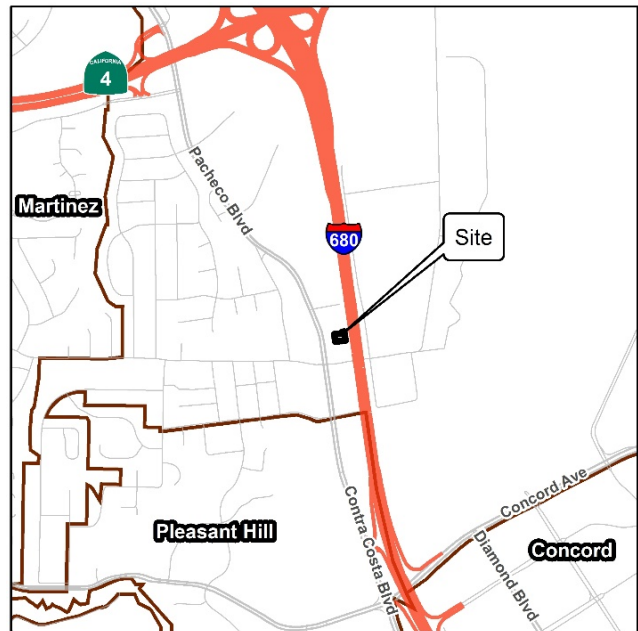 CALIFORNIA
4
Pacheco Blvd
Martinez
680
Site
Concord Ave
Pleasant Hill
Contra Costa Blvd
Diamond Blvd
Concord